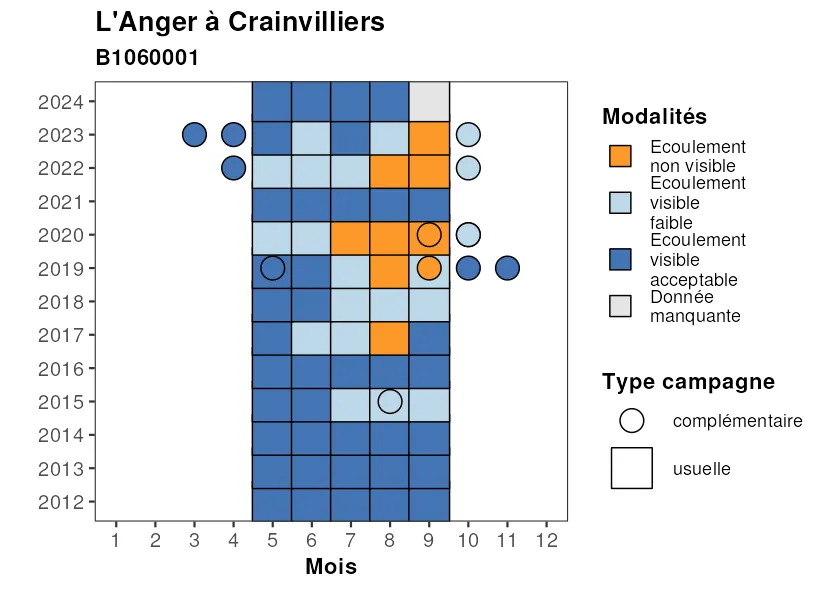 L'Anger à Crainvilliers
B1060001
2024
2023
2022
2021
2020
2019
2018
2017
2016
2015
2014
2013
2012
1 2 3 4 5 6 7 8 9 10 11 12
Mois
Modalités
Ecoulement
non visible
Ecoulement
visible
faible
Ecoulement
visible
acceptable
Donnée
manquante
Type campagne
complémentaire
usuelle